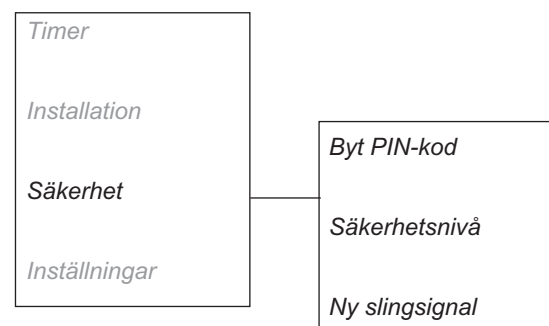 Timer
Installation
Säkerhet
Inställningar
Byt PIN-kod
Säkerhetsnivå
Ny slingsignal